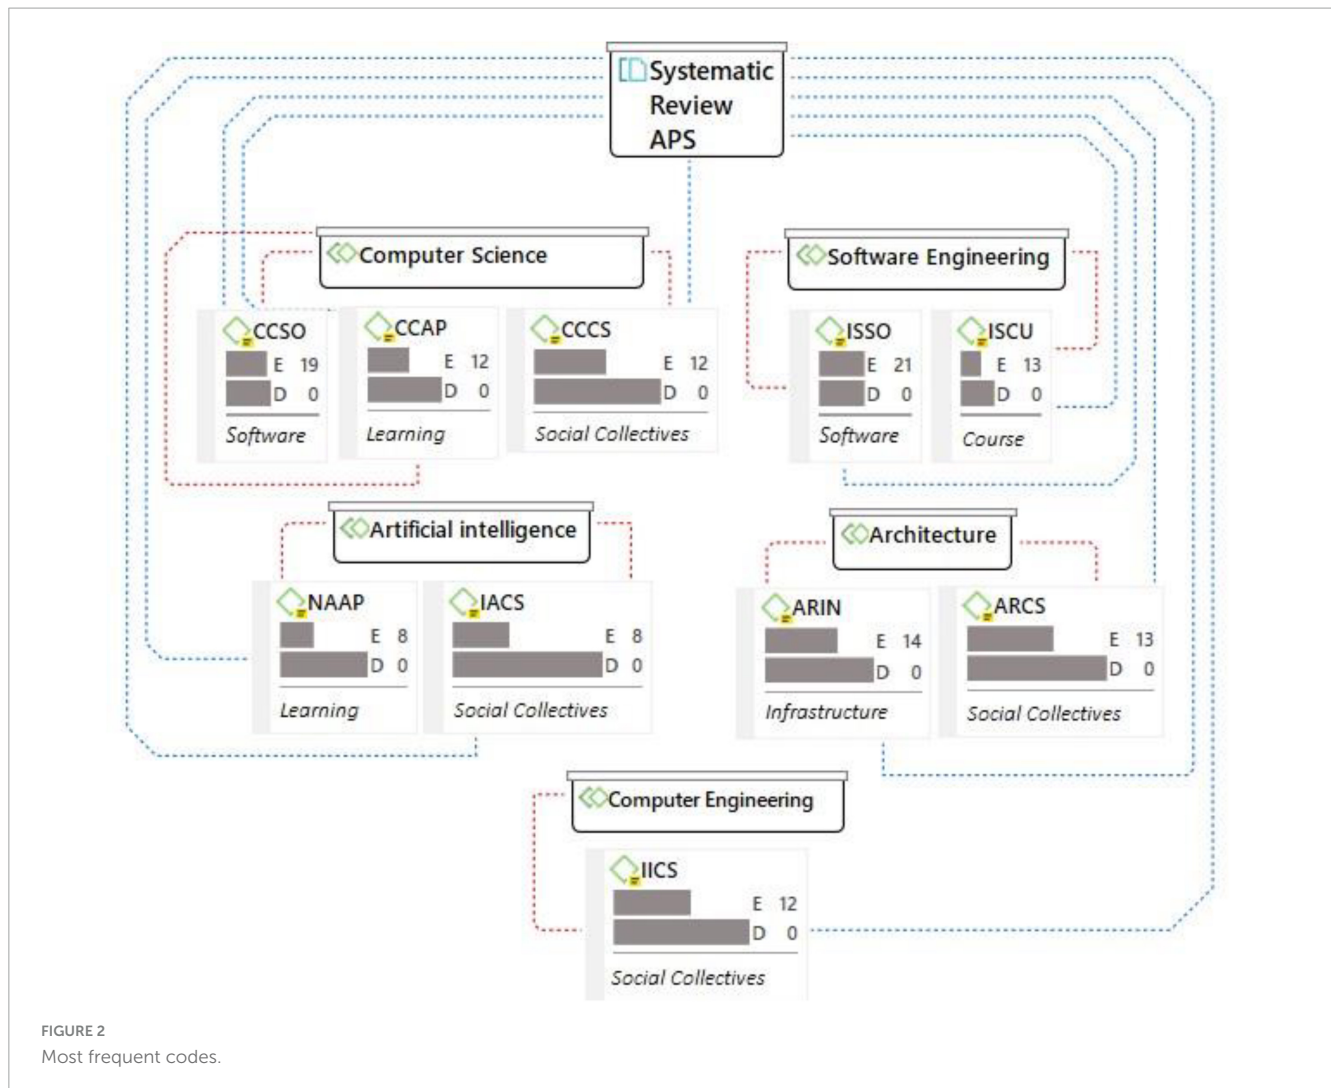 Systematic
Review
APS
Computer Science
CCSO
E 19
D 0
Software
CCAP
E 12
D 0
Learning
CCCS
E 12
D 0
Social Collectives
Software Engineering
ISSO
E 21
D 0
Software
ISCU
E 13
D 0
Course
Artificial intelligence
NAAP
E 8
D 0
Learning
IACS
E 8
D 0
Social Collectives
Architecture
ARIN
E 14
D 0
Infrastructure
ARCS
E 13
D 0
Social Collectives
Computer Engineering
IICS
E 12
D 0
Social Collectives
FIGURE 2
Most frequent codes.